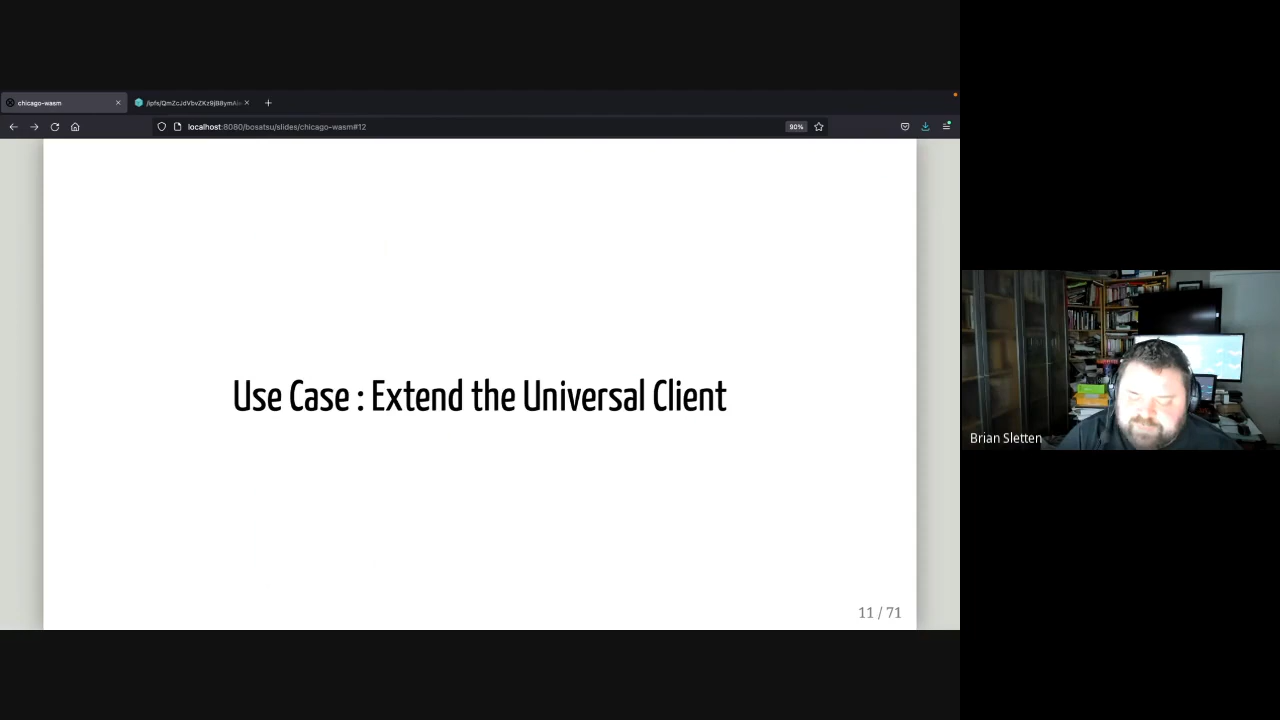 chicago-wasm
localhost:8080/bosatsu/slides/chicago-wasm#12
90%
Use Case : Extend the Universal Client
11 / 71
Brian Sletten